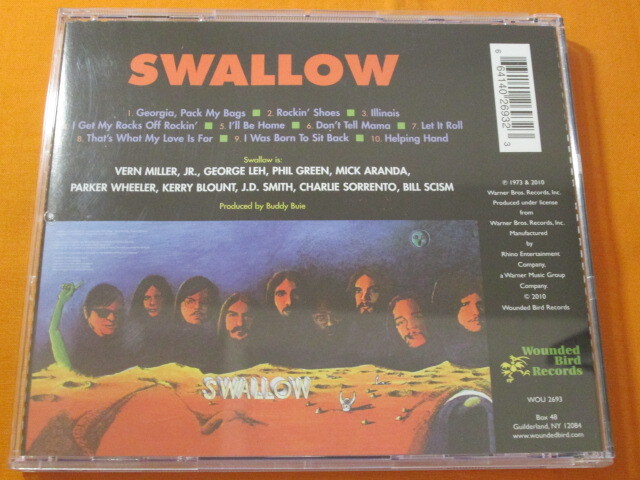 SWALLOW
1. Georgia, Pack My Bags ■ 2. Rockin' Shoes ■ 3. Illinois
I Get My Rocks Off Rockin' ■ 5. I'll Be Home ■ 6. Don't Tell Mama ■ 7. Let It Roll
8. That's What My Love Is For ■ 9. I Was Born To Sit Back ■ 10. Helping Hand
Swallow is:
VERN MILLER, JR., GEORGE LEH, PHIL GREEN, MICK ARANDA,
PARKER WHEELER, KERRY BLOUNT, J.D. SMITH, CHARLIE SORRENTO, BILL SCISM
Produced by Buddy Buie
SWALLOW
6 64140 26932 3
℗ 1973 & 2010
Warner Bros. Records, Inc.
Produced under license
from
Warner Bros. Records, Inc.
Manufactured
by
Rhino Entertainment
Company,
a Warner Music Group
Company.
© 2010
Wounded Bird Records
Wounded
Bird
Records
WOU 2693
Box 48
Guilderland, NY 12084
www.woundedbird.com